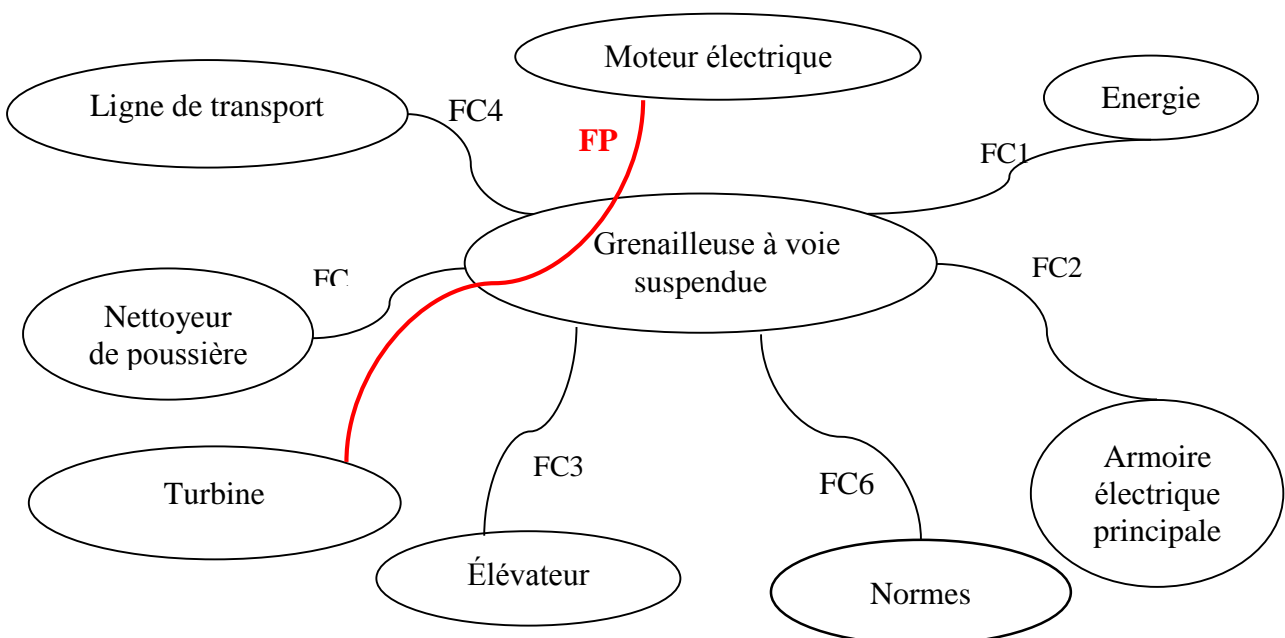 Moteur électrique
Ligne de transport
Energie
FC4
FP
FC1
Grenailleuse à voie
suspendue
FC2
FC
Nettoyeur
de poussière
Turbine
FC3
FC6
Armoire
électrique
principale
Élévateur
Normes